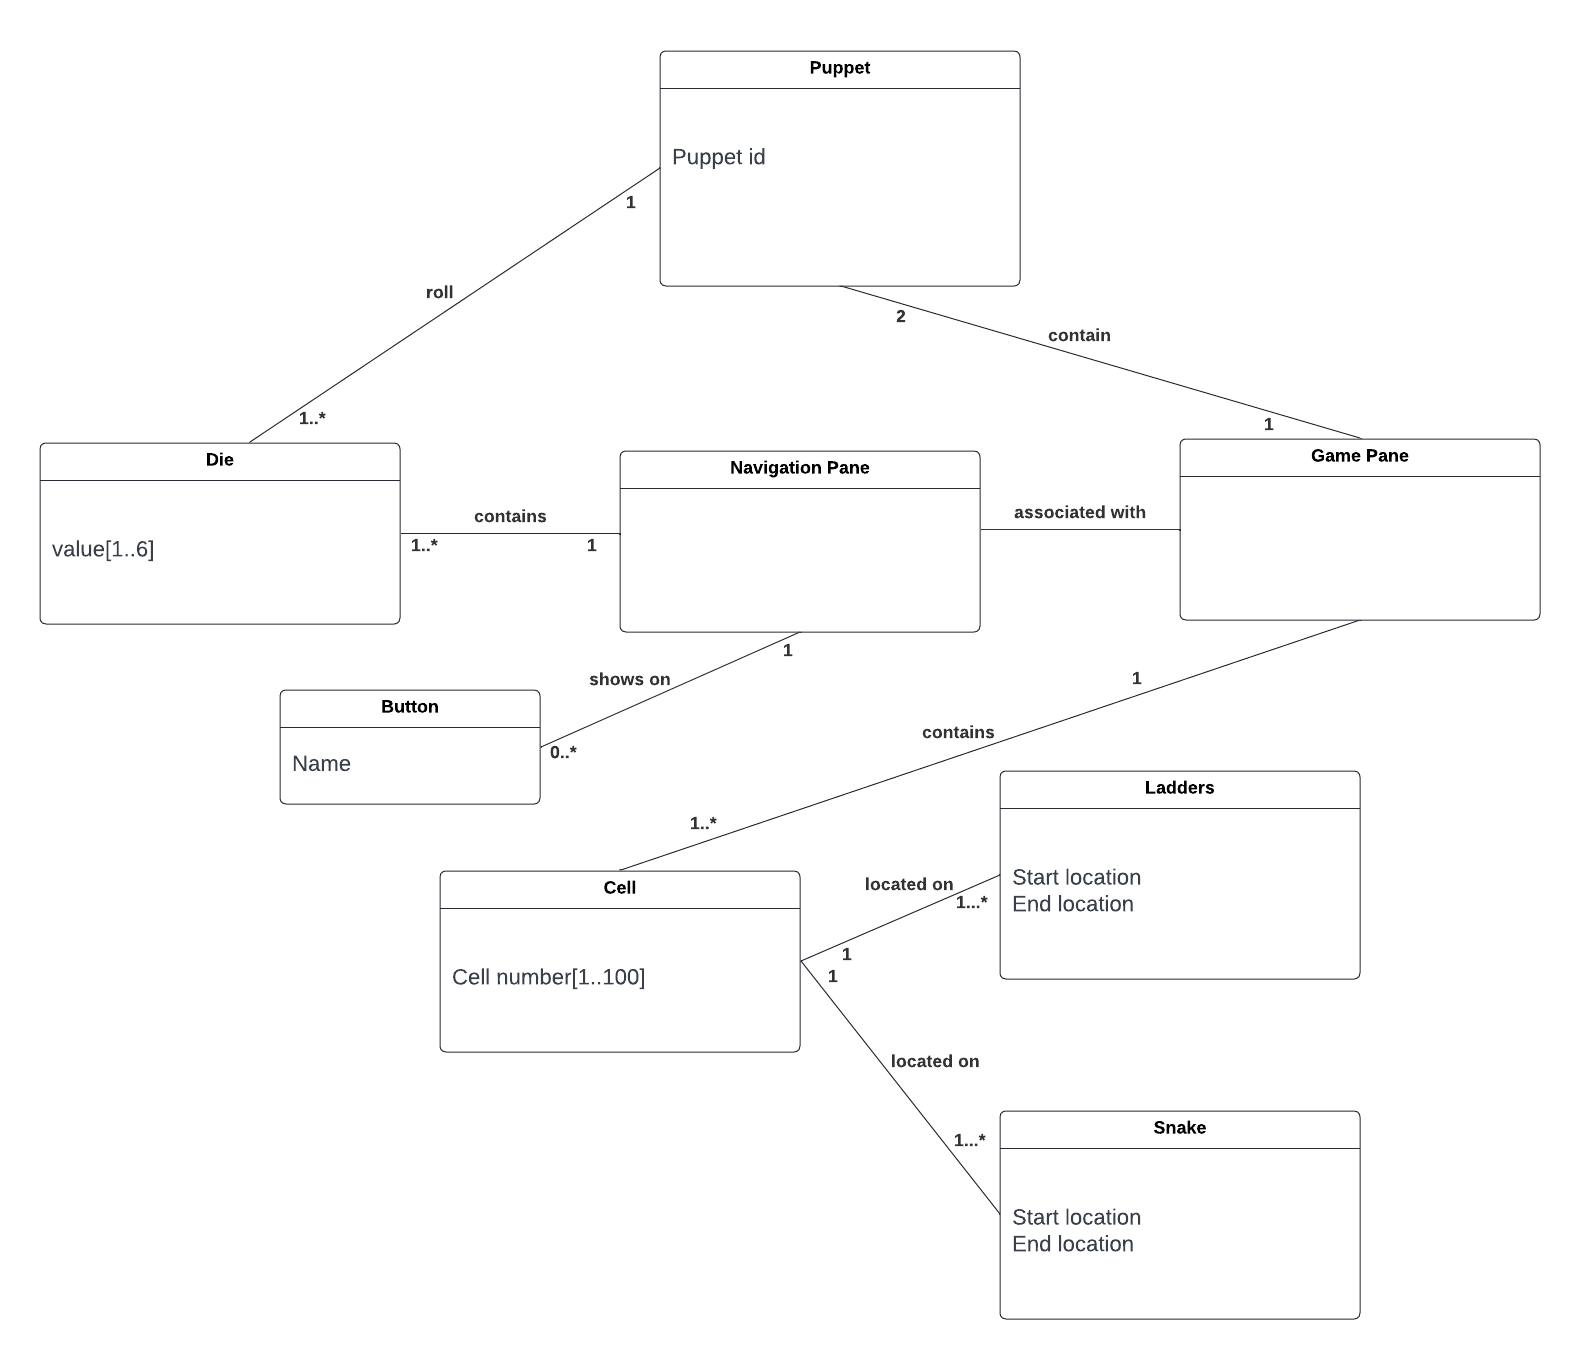 Puppet
Puppet id
1
roll
2
contain
1..*
1
Die
value[1..6]
contains
1..*
1
Navigation Pane
associated with
Game Pane
1
shows on
0..*
Button
Name
1
contains
1..*
Cell
Cell number[1..100]
Ladders
Start location
End location
located on
1...*
1
1
located on
1...*
Snake
Start location
End location